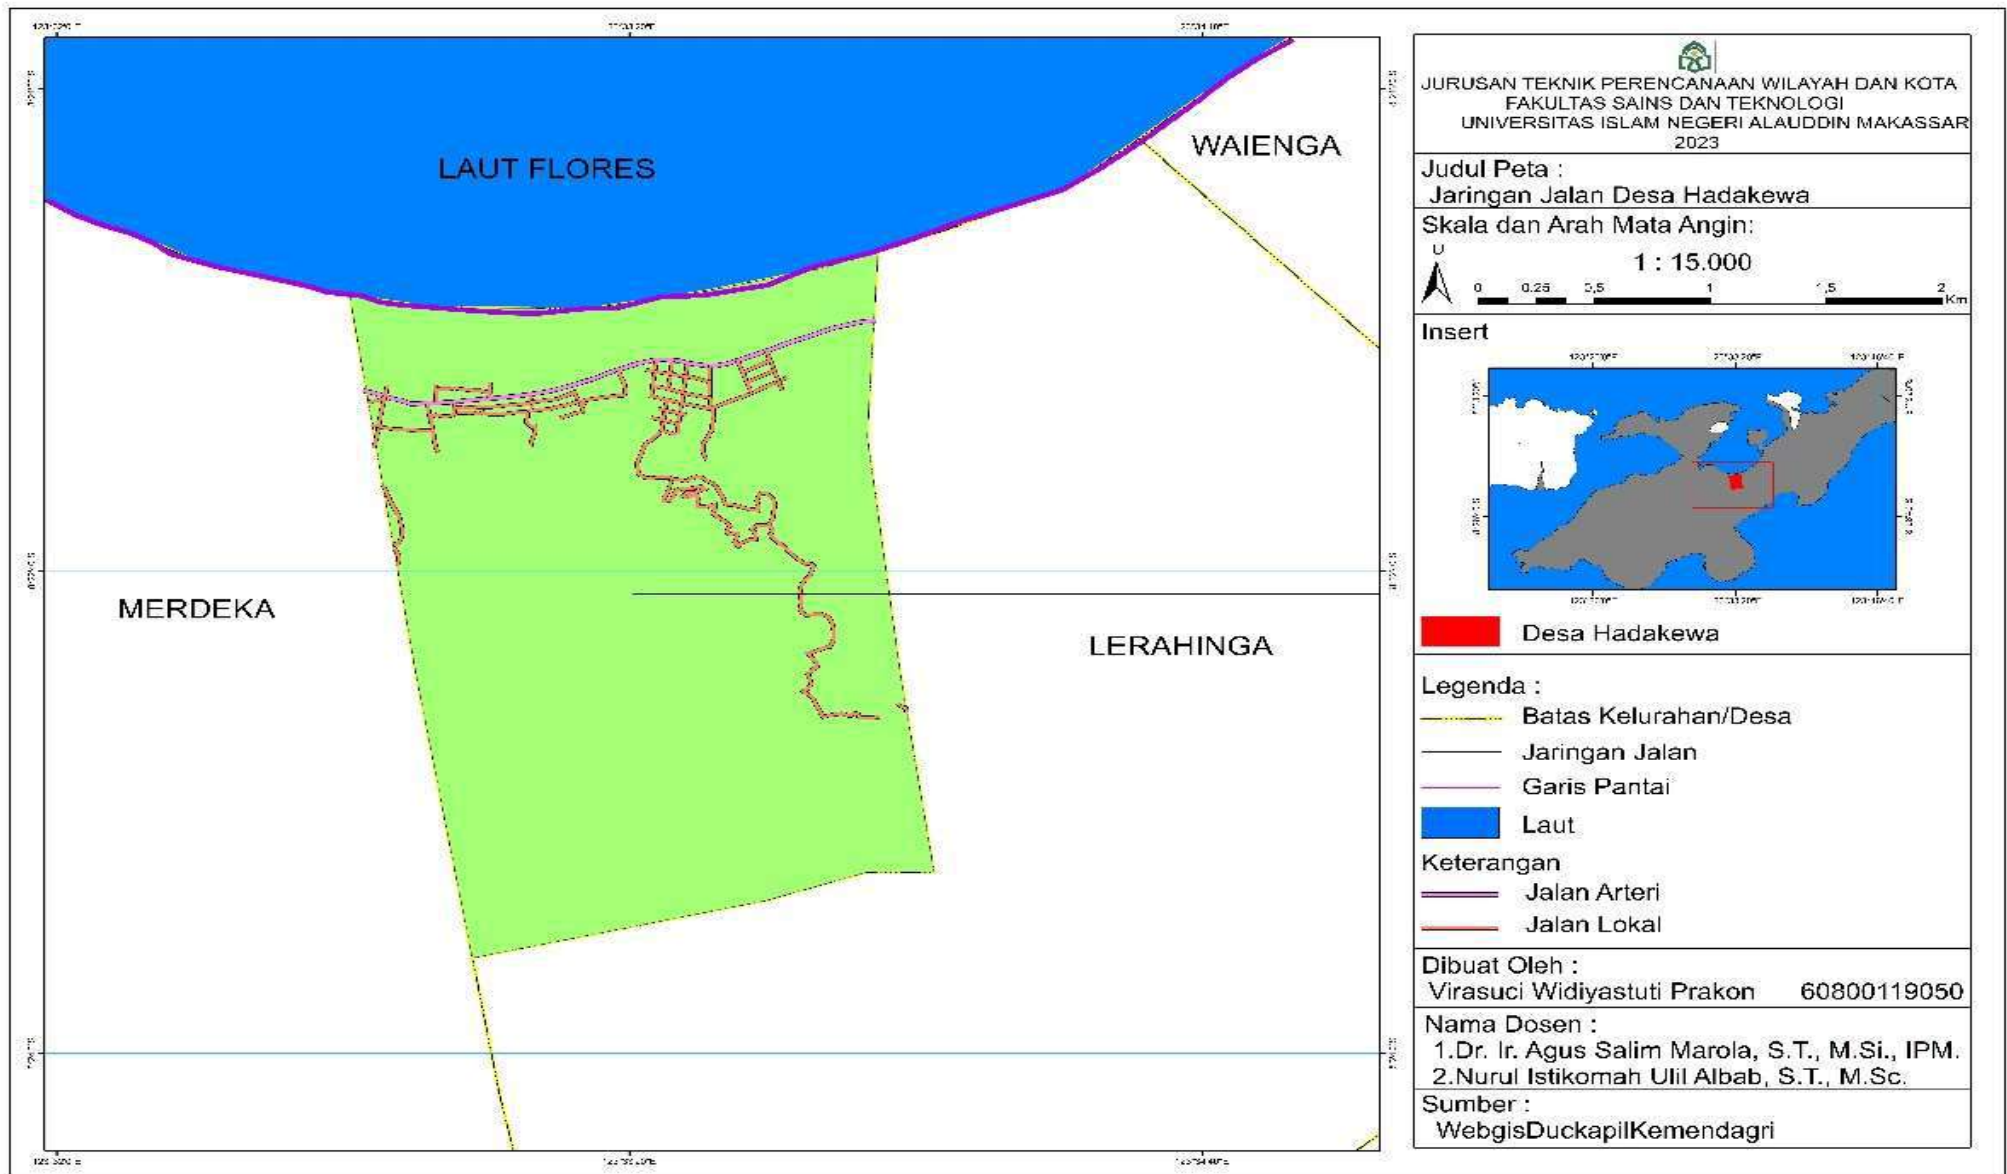 LAUT FLORES
WAIENGA
MERDEKA
LERAHINGA
JURUSAN TEKNIK PERENCANAAN WILAYAH DAN KOTA
FAKULTAS SAINS DAN TEKNOLOGI
UNIVERSITAS ISLAM NEGERI ALAUDDIN MAKASSAR
2023
Judul Peta :
Jaringan Jalan Desa Hadakewa
Skala dan Arah Mata Angin:
U
1 : 15.000
0 0,25 0,5 1 1,5 2
Km
Insert
Desa Hadakewa
Legenda :
Batas Kelurahan/Desa
Jaringan Jalan
Garis Pantai
Laut
Keterangan
Jalan Arteri
Jalan Lokal
Dibuat Oleh :
Virasuci Widiyastuti Prakon 60800119050
Nama Dosen :
1.Dr. Ir. Agus Salim Marola, S.T., M.Si., IPM.
2.Nurul Istikomah Ulil Albab, S.T., M.Sc.
Sumber :
WebgisDuckapilKemendagri